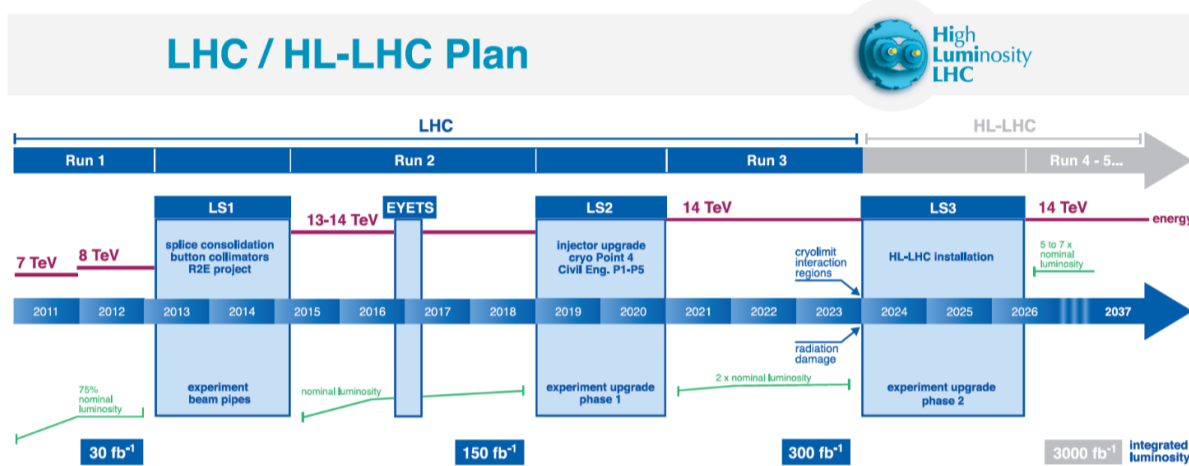 LHC / HL-LHC Plan
High
Luminosity
LHC
LHC
HL-LHC
Run 1
Run 2
Run 3
Run 4 - 5...
LS1
EYETS
LS2
LS3
13-14 TeV
14 TeV
14 TeV
energy
7 TeV
8 TeV
splice consolidation
button collimators
R2E project
injector upgrade
cryo Point 4
Civil Eng. P1-P5
cryolimit
interaction
regions
HL-LHC installation
5 to 7 x
nominal
luminosity
2011
2012
2013
2014
2015
2016
2017
2018
2019
2020
2021
2022
2023
2024
2025
2026
2037
radiation
damage
75%
nominal
luminosity
experiment
beam pipes
nominal luminosity
experiment upgrade
phase 1
2 x nominal luminosity
experiment upgrade
phase 2
30 fb⁻¹
150 fb⁻¹
300 fb⁻¹
3000 fb⁻¹
integrated
luminosity